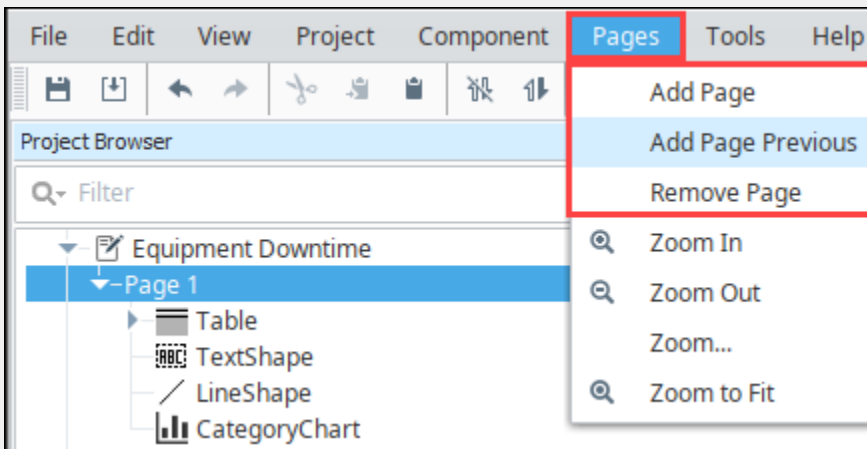 File Edit View Project Component Pages Tools Help
Add Page
Project Browser
Add Page Previous
Filter
Remove Page
Equipment Downtime
Zoom In
Page 1
Zoom Out
Table
ABC TextShape
Zoom...
LineShape
Zoom to Fit
CategoryChart